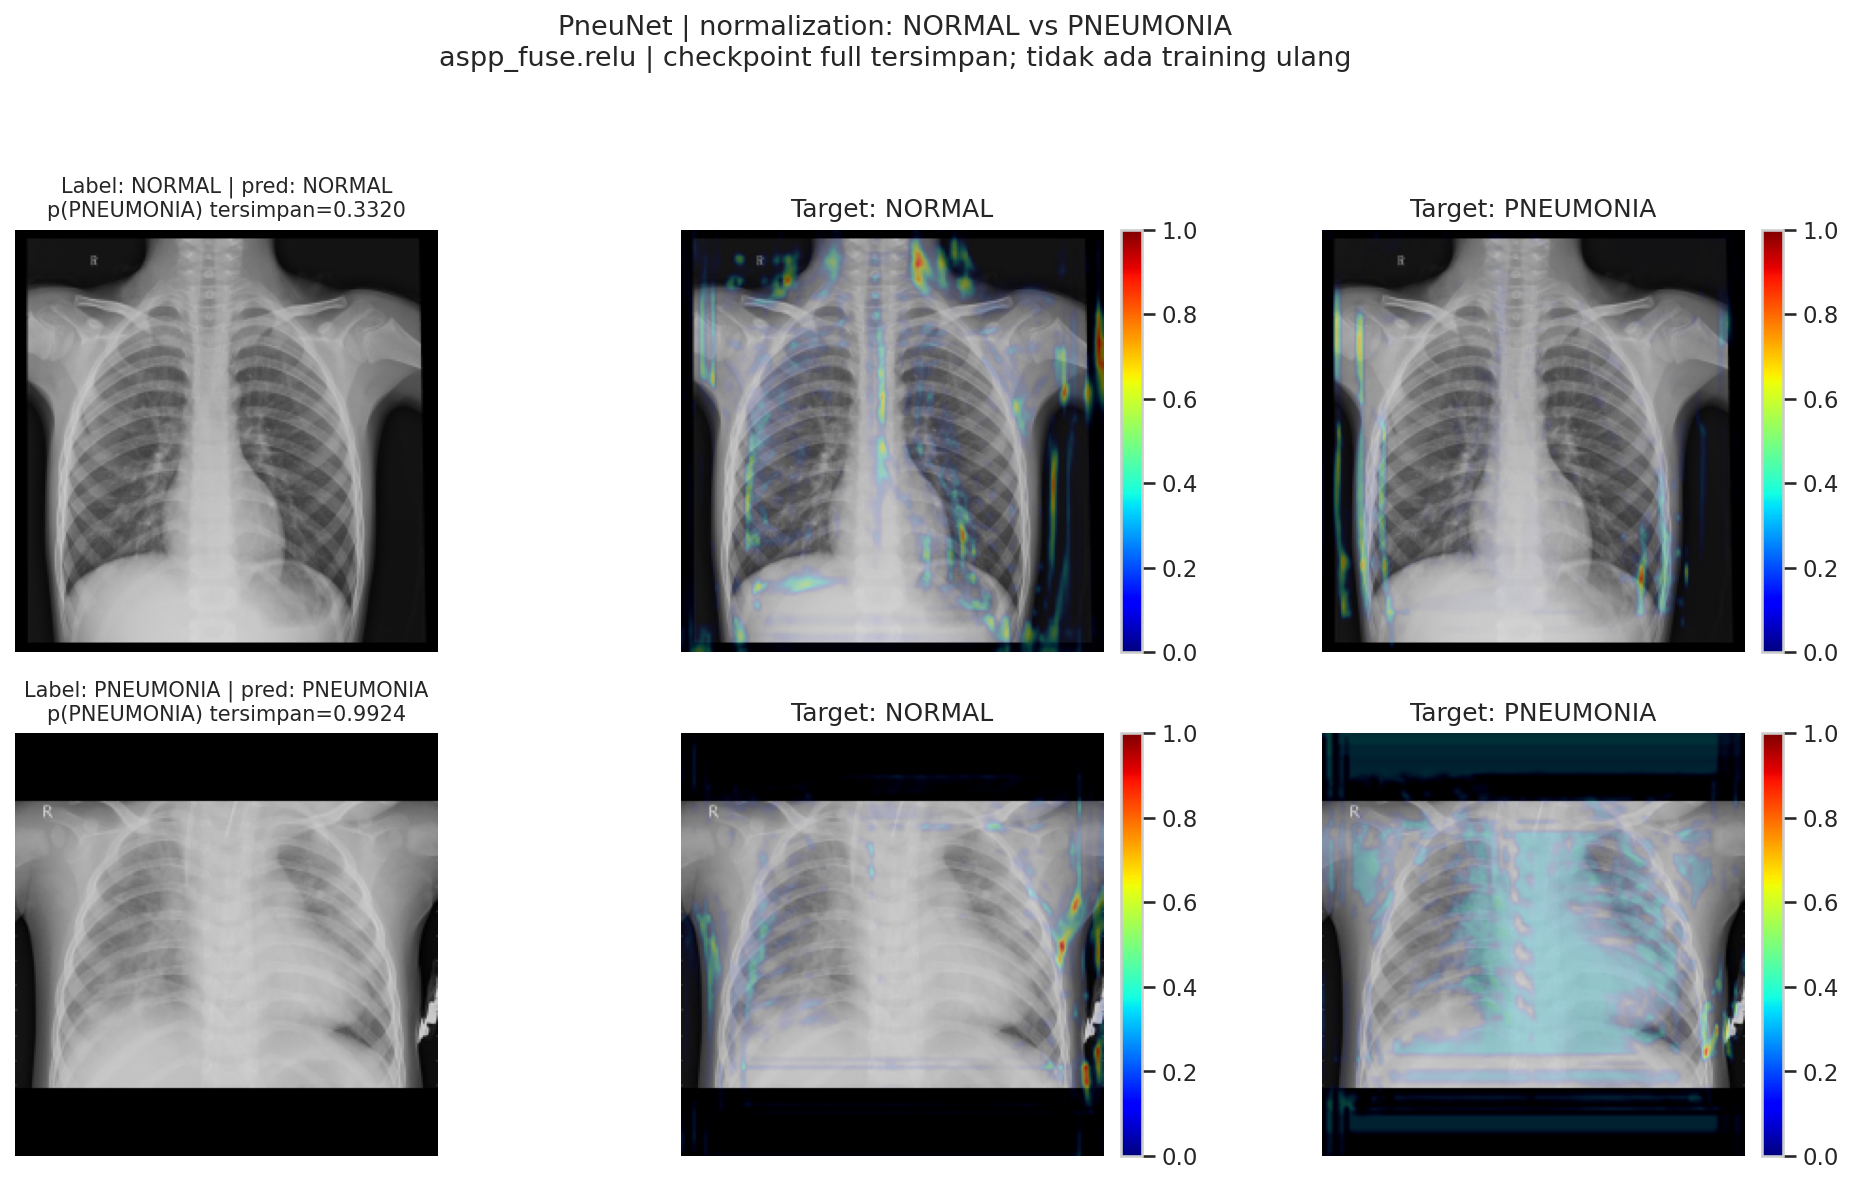 PneuNet | normalization: NORMAL vs PNEUMONIA
aspp_fuse.relu | checkpoint full tersimpan; tidak ada training ulang
Label: NORMAL | pred: NORMAL
p(PNEUMONIA) tersimpan=0.3320
R
Target: NORMAL
R
1.0
0.8
0.6
0.4
0.2
0.0
Target: PNEUMONIA
R
1.0
0.8
0.6
0.4
0.2
0.0
Label: PNEUMONIA | pred: PNEUMONIA
p(PNEUMONIA) tersimpan=0.9924
R
Target: NORMAL
R
1.0
0.8
0.6
0.4
0.2
0.0
Target: PNEUMONIA
R
1.0
0.8
0.6
0.4
0.2
0.0